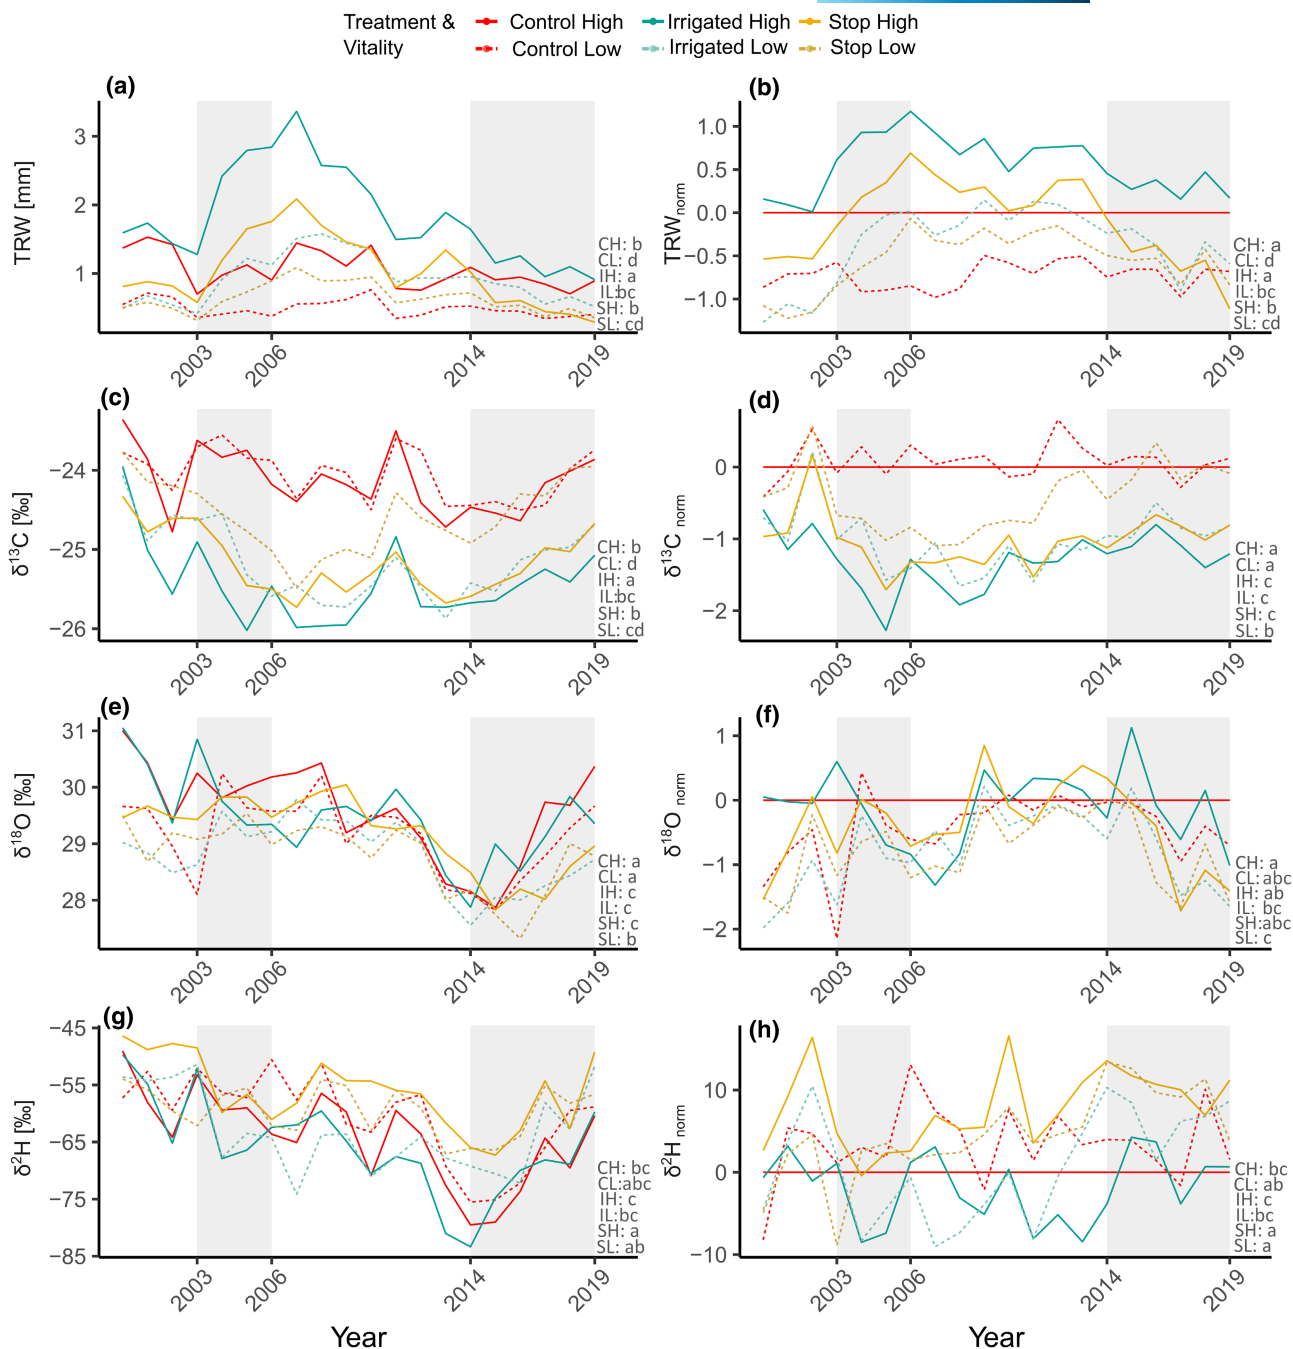 Treatment & Control High Irrigated High Stop High
Vitality Control Low Irrigated Low Stop Low
(a)
TRW [mm]
3
2
1
CH: b
CL: d
IH: a
IL:bc
SH: b
SL: cd
2003 2006 2014 2019
(b)
TRWnorm
1.0
0.5
0.0
−0.5
−1.0
CH: a
CL: d
IH: a
IL: bc
SH: b
SL: cd
2003 2006 2014 2019
(c)
δ13C [‰]
−24
−25
−26
CH: b
CL: d
IH: a
IL:bc
SH: b
SL: cd
2003 2006 2014 2019
(d)
δ13C norm
0
−1
−2
CH: a
CL: a
IH: c
IL: c
SH: c
SL: b
2003 2006 2014 2019
(e)
δ18O [‰]
31
30
29
28
CH: a
CL: a
IH: c
IL: c
SH: c
SL: b
2003 2006 2014 2019
(f)
δ18O norm
1
0
−1
−2
CH: a
CL:abc
IH: ab
IL: bc
SH:abc
SL: c
2003 2006 2014 2019
(g)
δ2H [‰]
−45
−55
−65
−75
−85
CH: bc
CL:abc
IH: c
IL:bc
SH: a
SL: ab
2003 2006 2014 2019
Year
(h)
δ2H norm
10
0
−10
CH: bc
CL: ab
IH: c
IL:bc
SH: a
SL: a
2003 2006 2014 2019
Year